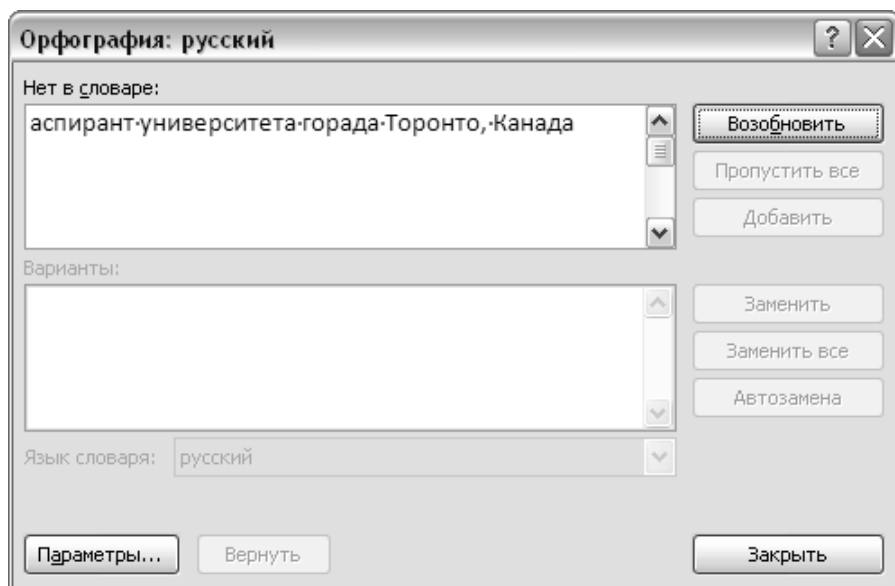 Орфография: русский
Нет в словаре:
аспирант·университета·горада·Торонто,·Канада
Возобновить
Пропустить все
Добавить
Варианты:
Заменить
Заменить все
Автозамена
Язык словаря: русский
Параметры... Вернуть Закрыть